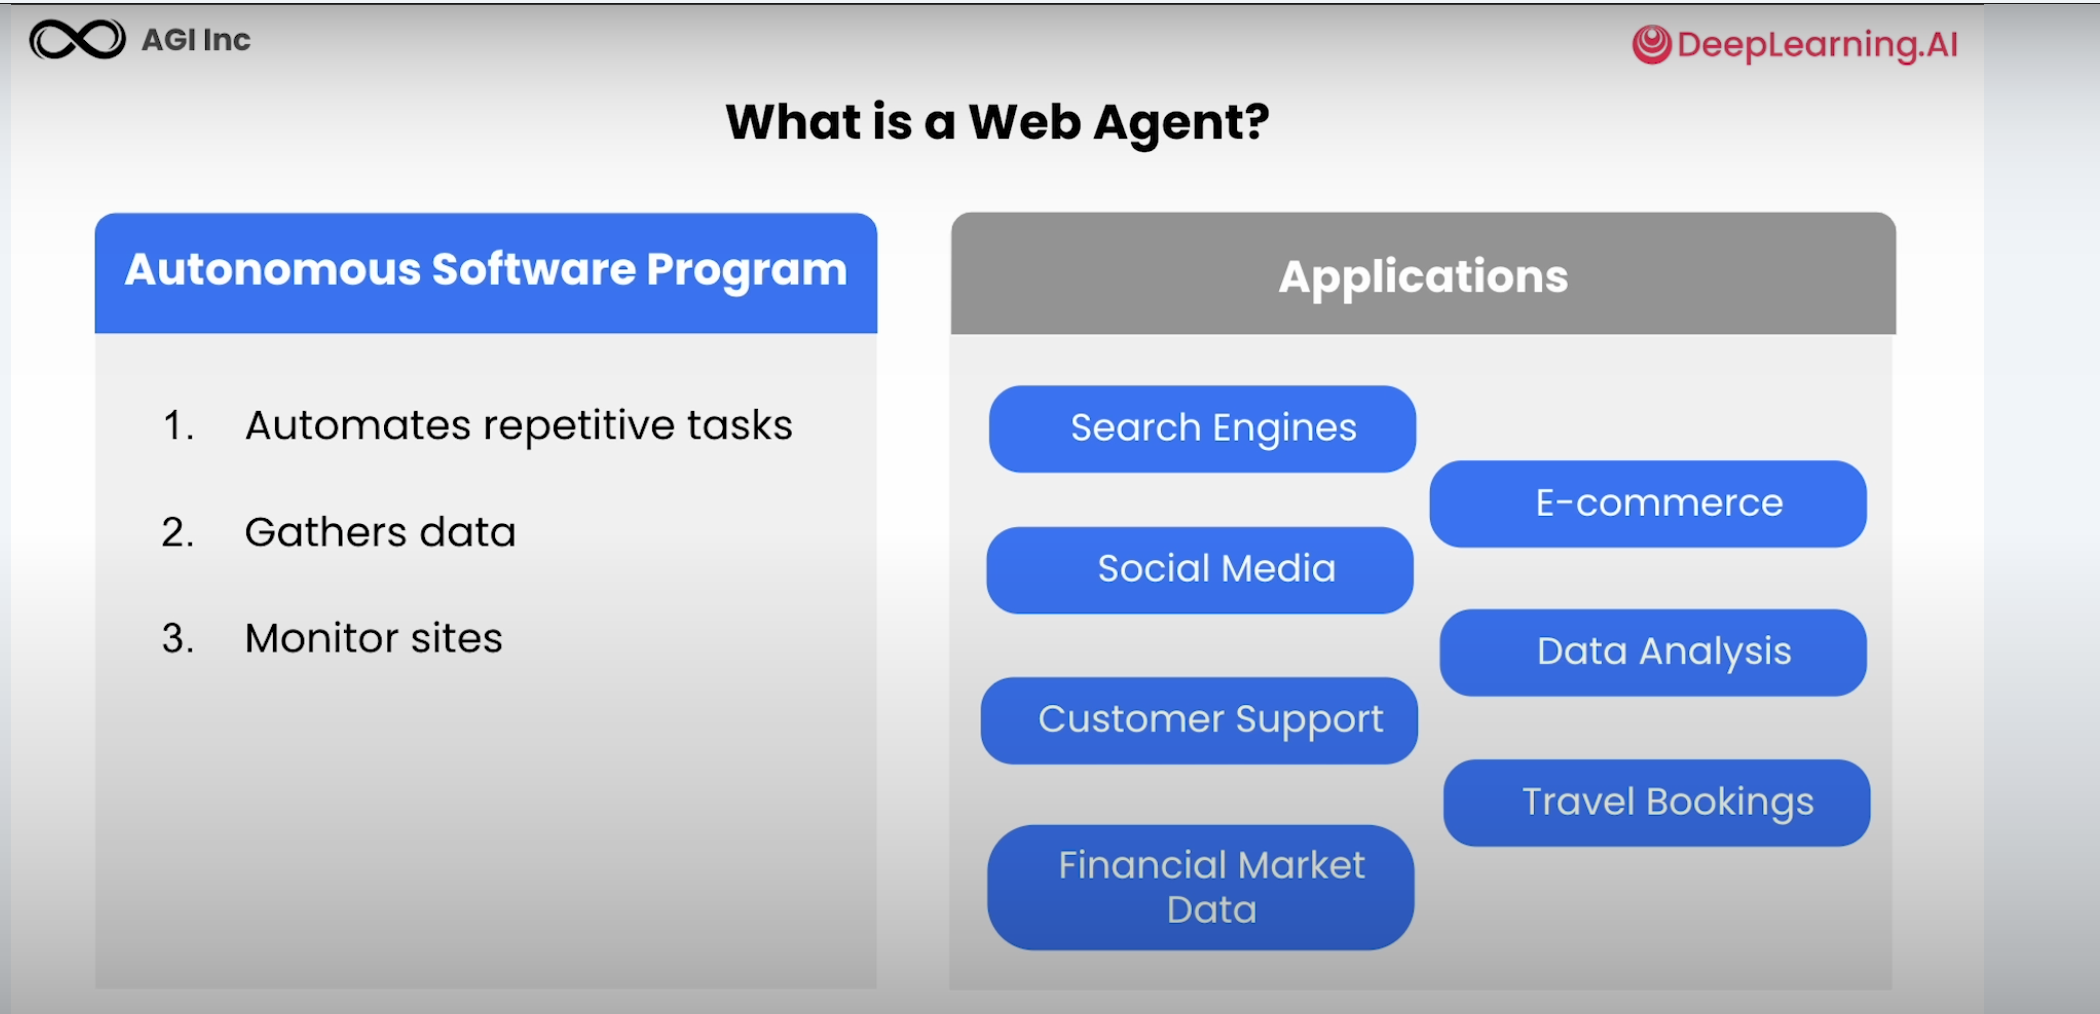 AGI Inc
DeepLearning.AI
What is a Web Agent?
Autonomous Software Program
1. Automates repetitive tasks
2. Gathers data
3. Monitor sites
Applications
Search Engines
E-commerce
Social Media
Data Analysis
Customer Support
Travel Bookings
Financial Market
Data